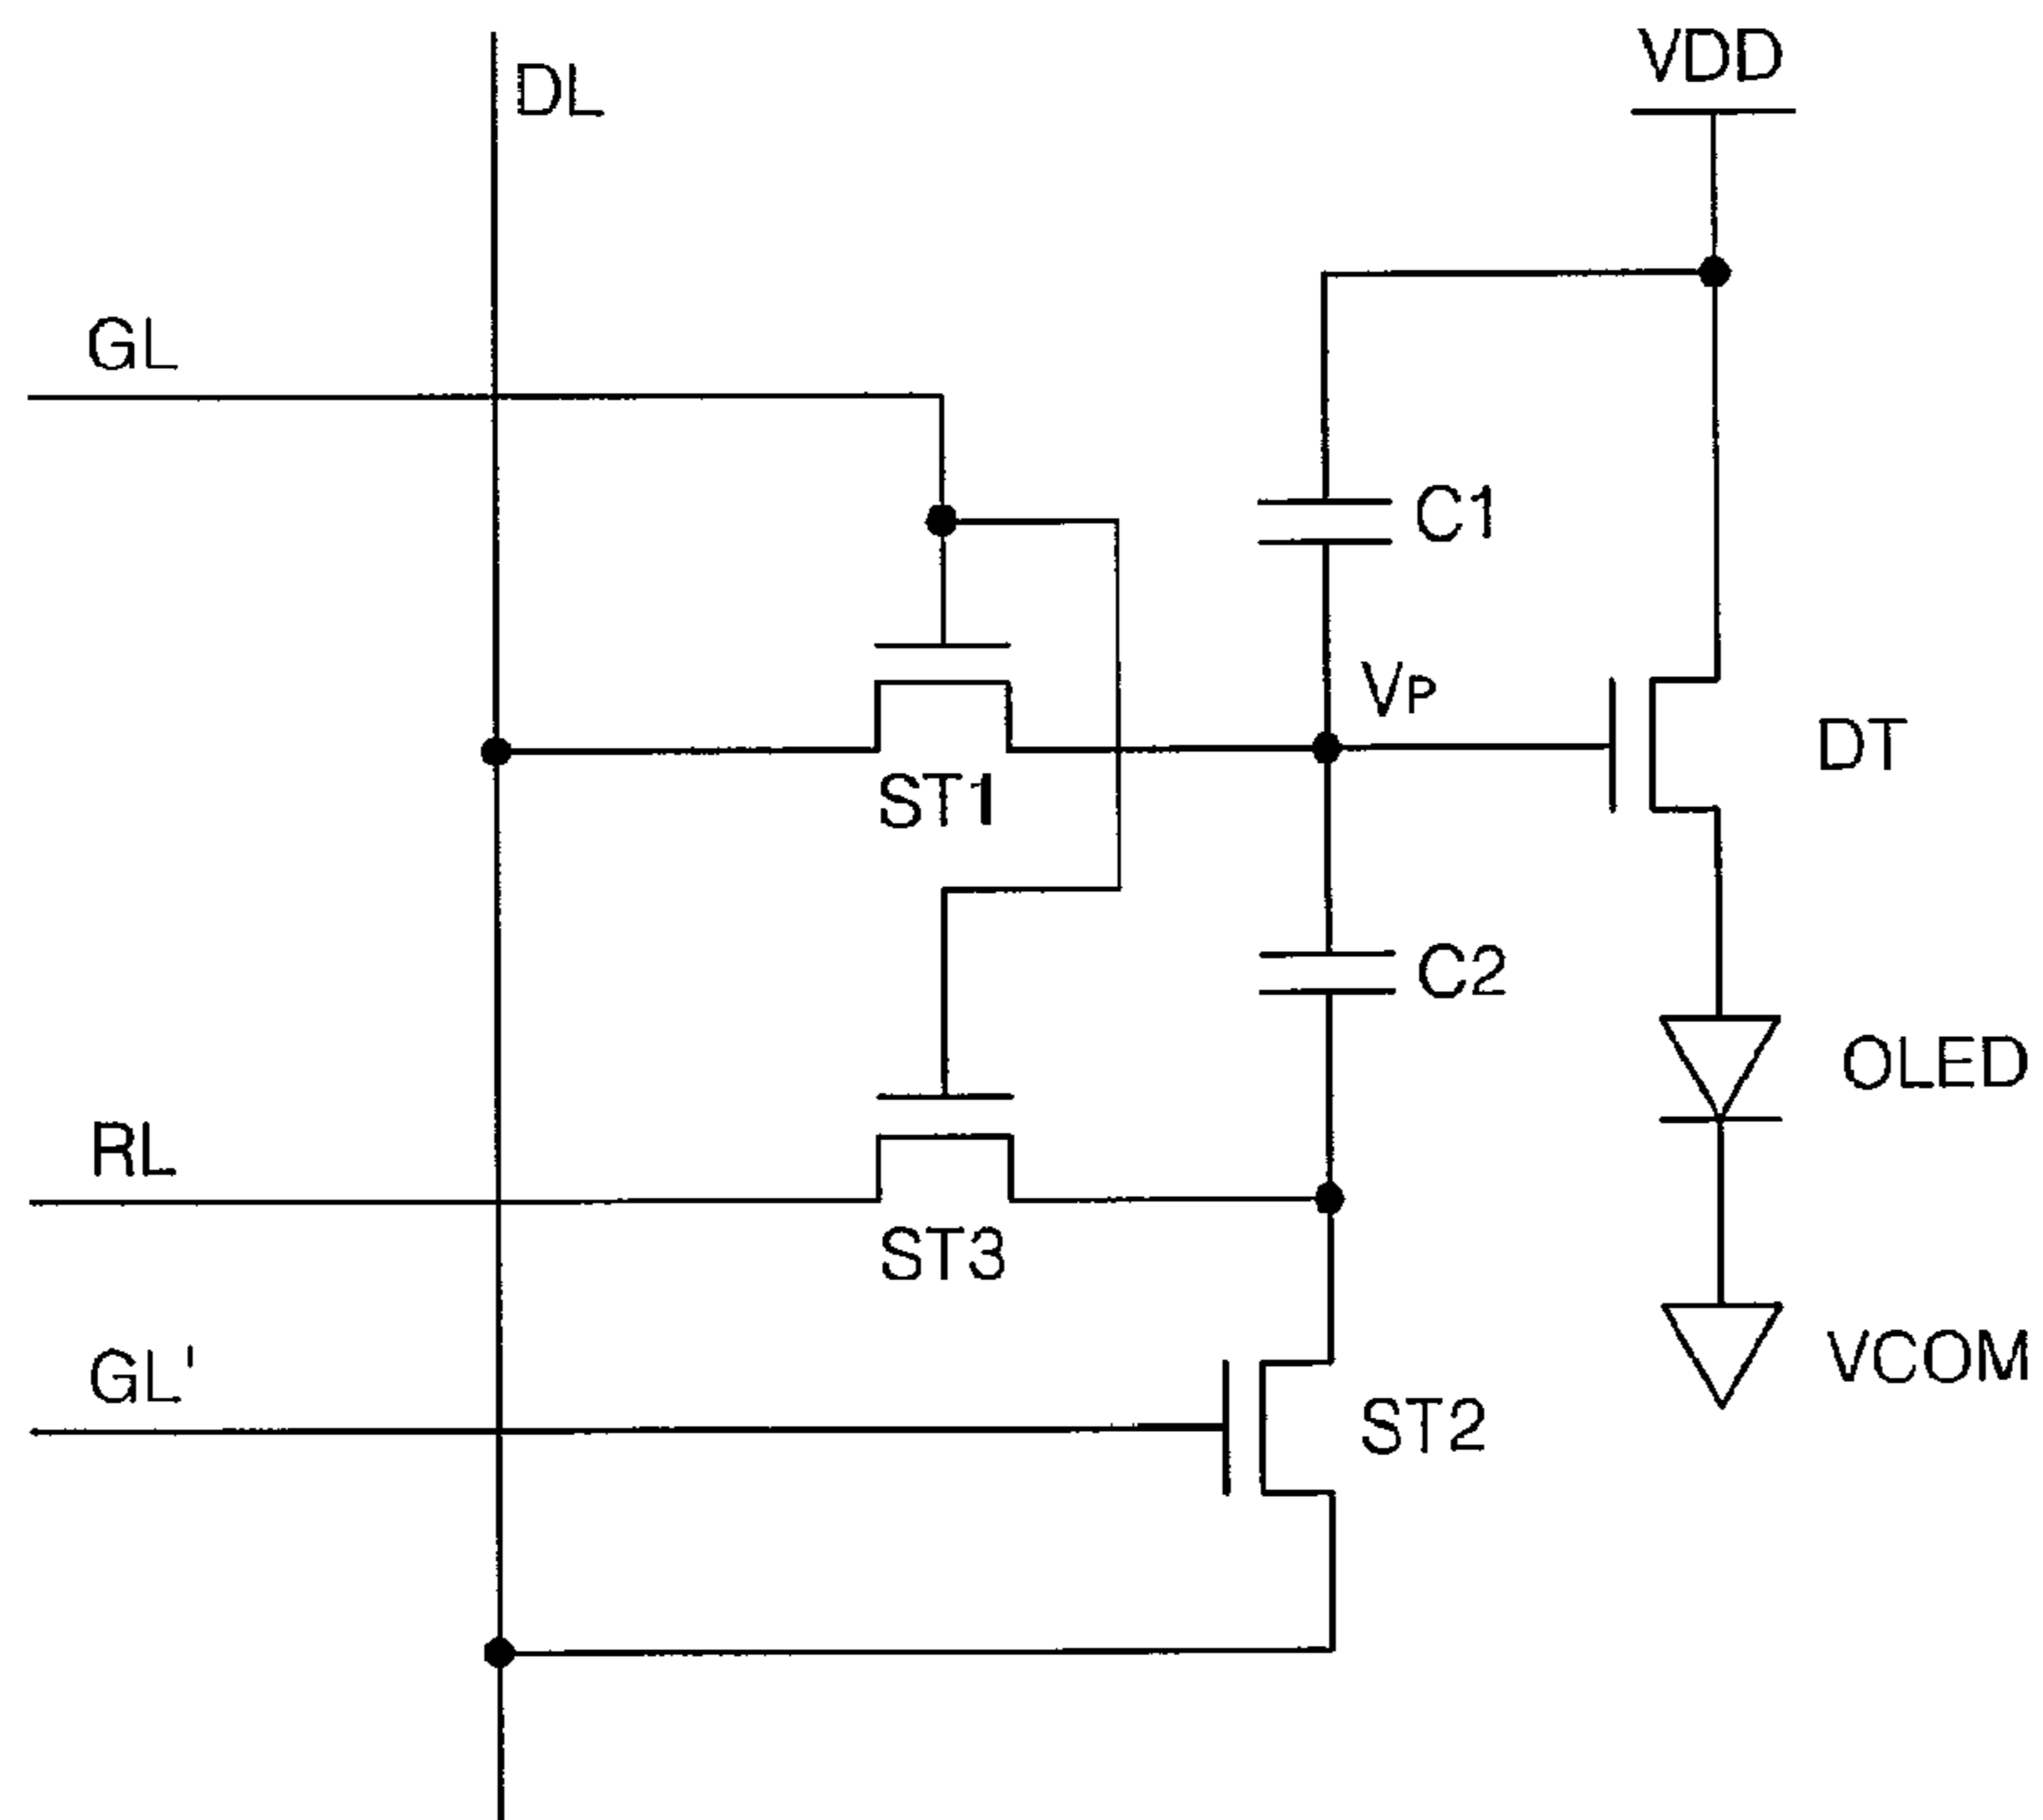 VDD
DL
GL
C1
VP
DT
ST1
C2
OLED
RL
ST3
GL'
VCOM
ST2